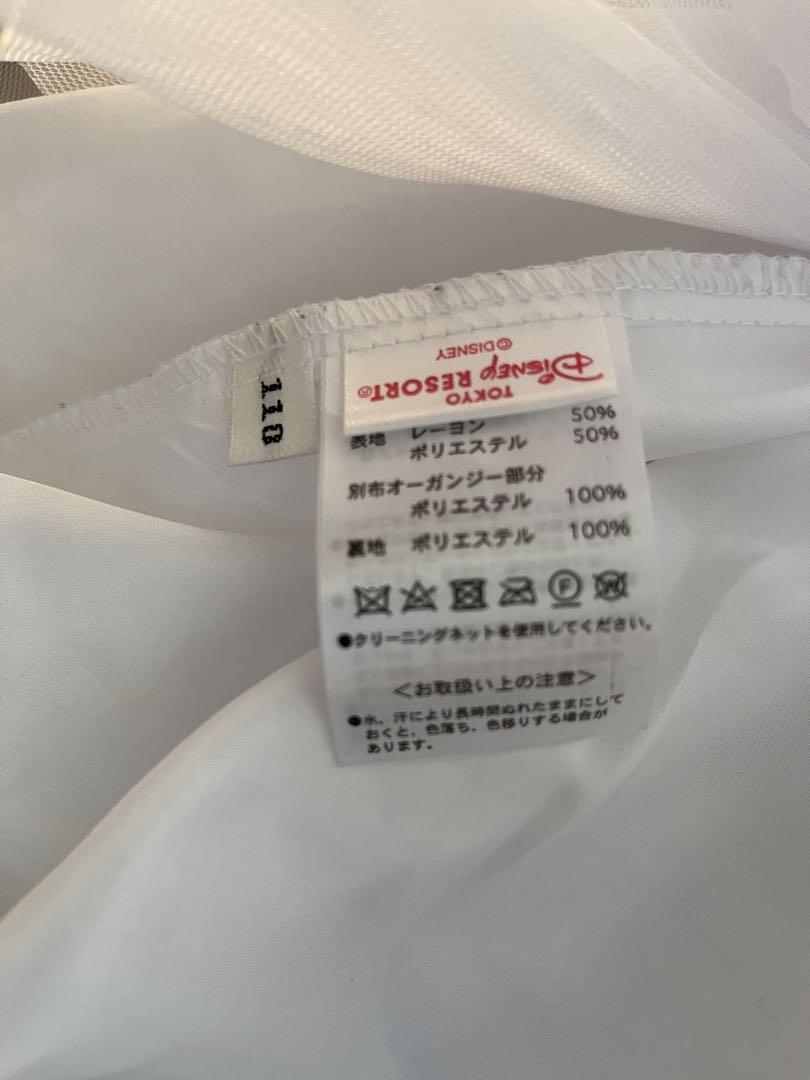 110
TOKYO
Disney RESORT®
©DISNEY
表地 レーヨン 50%
ポリエステル 50%
別布オーガンジー部分
ポリエステル 100%
裏地 ポリエステル 100%
F W
●クリーニングネットを使用してください。
＜お取扱い上の注意＞
●水、汗により長時間ぬれたままにして
おくと、色落ち、色移りする場合が
あります。